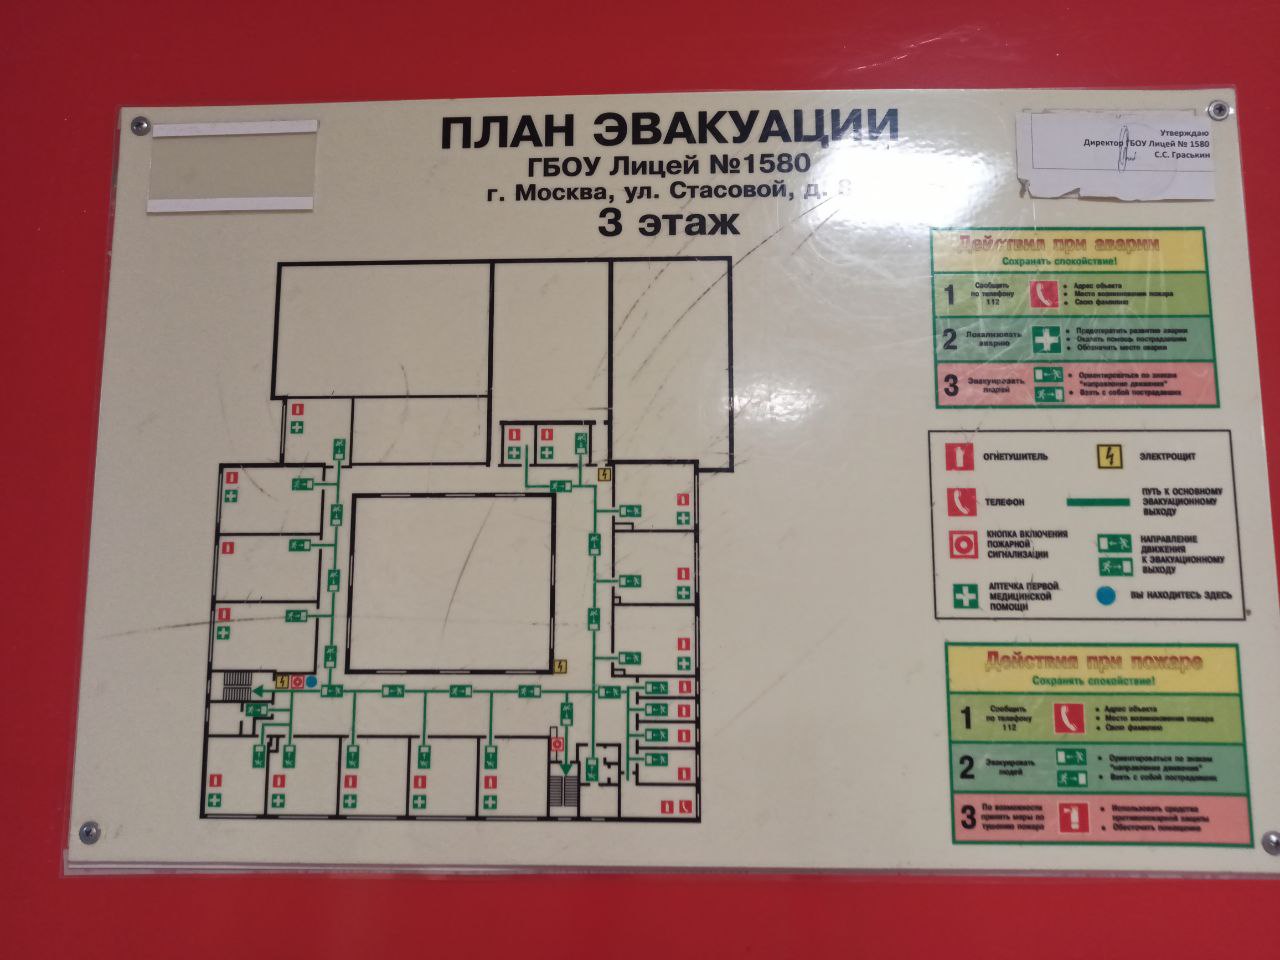 ПЛАН ЭВАКУАЦИИ
ГБОУ Лицей №1580
г. Москва, ул. Стасовой, д.
3 этаж
Утверждаю
Директор ГБОУ Лицей № 1580
С.С. Граськин
Действия при аварии
Сохранять спокойствие!
1
Сообщить
по телефону
112
• Адрес объекта
• Место возникновения пожара
• Свою фамилию
2
Локализовать
аварию
• Предотвратить развитие аварии
• Оказать помощь пострадавшим
• Обозначить место аварии
3
Эвакуировать
людей
• Ориентироваться по знакам
"направление движения"
• Взять с собой пострадавших
ОГНЕТУШИТЕЛЬ
ТЕЛЕФОН
КНОПКА ВКЛЮЧЕНИЯ
ПОЖАРНОЙ
СИГНАЛИЗАЦИИ
АПТЕЧКА ПЕРВОЙ
МЕДИЦИНСКОЙ
ПОМОЩИ
ЭЛЕКТРОЩИТ
ПУТЬ К ОСНОВНОМУ
ЭВАКУАЦИОННОМУ
ВЫХОДУ
НАПРАВЛЕНИЕ
ДВИЖЕНИЯ
К ЭВАКУАЦИОННОМУ
ВЫХОДУ
ВЫ НАХОДИТЕСЬ ЗДЕСЬ
Действия при пожаре
Сохранять спокойствие!
1
Сообщить
по телефону
112
• Адрес объекта
• Место возникновения пожара
• Свою фамилию
2
Эвакуировать
людей
• Ориентироваться по знакам
"направление движения"
• Взять с собой пострадавших
3
По возможности
принять меры по
тушению пожара
• Использовать средства
противопожарной защиты
• Обесточить помещение